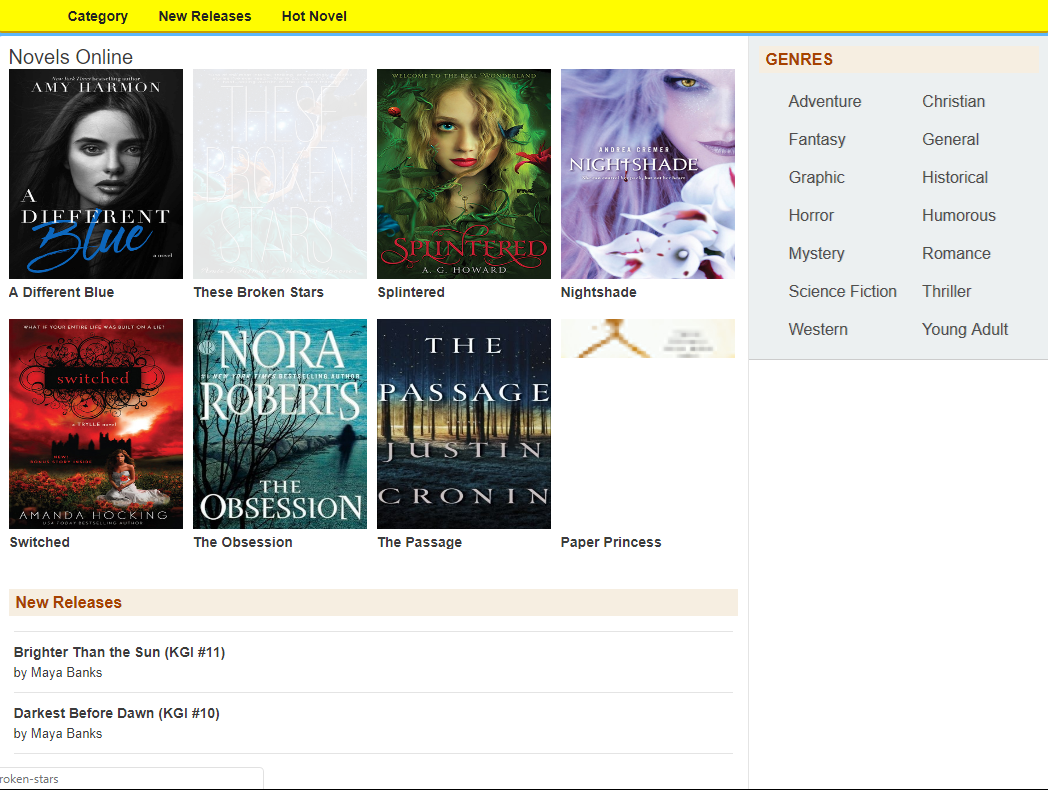 Category New Releases Hot Novel
Novels Online
New York Times bestselling author
AMY HARMON
A
DIFFERENT
Blue
a novel
A Different Blue
THESE
BROKEN
STARS
These Broken Stars
WELCOME TO THE REAL WONDERLAND
SPLINTERED
A. G. HOWARD
Splintered
ANDREA CREMER
NIGHTSHADE
Nightshade
WHAT IF YOUR ENTIRE LIFE WAS BUILT ON A LIE?
switched
a TRYLLE novel
NEW!
BONUS STORY INSIDE
AMANDA HOCKING
USA TODAY BESTSELLING AUTHOR
Switched
NORA
#1 NEW YORK TIMES BESTSELLING AUTHOR
ROBERTS
THE
OBSESSION
The Obsession
THE
PASSAGE
JUSTIN
CRONIN
The Passage
Paper Princess
New Releases
Brighter Than the Sun (KGI #11)
by Maya Banks
Darkest Before Dawn (KGI #10)
by Maya Banks
roken-stars
GENRES
Adventure Christian
Fantasy General
Graphic Historical
Horror Humorous
Mystery Romance
Science Fiction Thriller
Western Young Adult